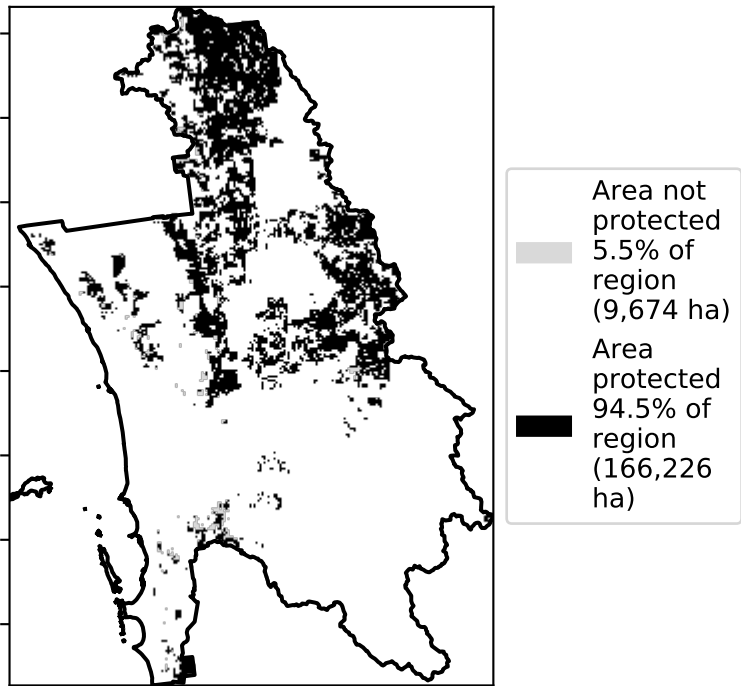 Area not
protected
5.5% of
region
(9,674 ha)
Area
protected
94.5% of
region
(166,226
ha)